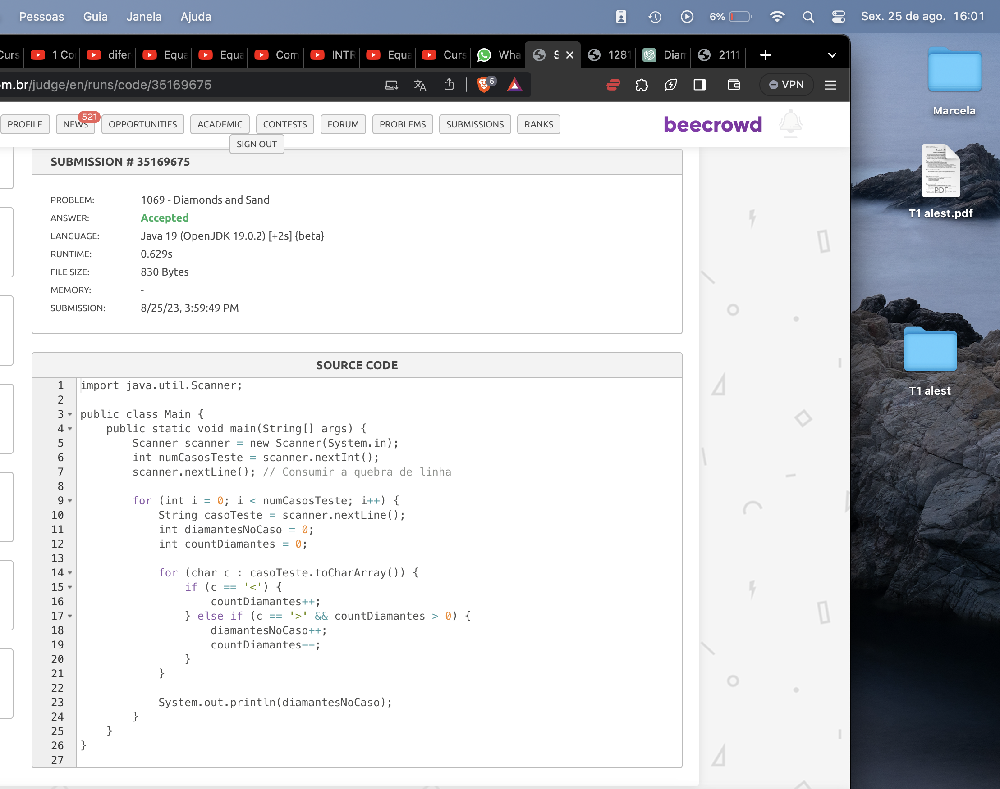 Pessoas Guia Janela Ajuda 6% Sex. 25 de ago. 16:01
Curs 1 Co difer Equa Equa Com INTR Equa Curs Wha S 1281 Diam 2111
om.br/judge/en/runs/code/35169675 5 VPN
PROFILE NEWS 521 OPPORTUNITIES ACADEMIC CONTESTS FORUM PROBLEMS SUBMISSIONS RANKS beecrowd
SIGN OUT
SUBMISSION # 35169675
PROBLEM: 1069 - Diamonds and Sand
ANSWER: Accepted
LANGUAGE: Java 19 (OpenJDK 19.0.2) [+2s] {beta}
RUNTIME: 0.629s
FILE SIZE: 830 Bytes
MEMORY: -
SUBMISSION: 8/25/23, 3:59:49 PM
SOURCE CODE
1 import java.util.Scanner;
2
3 public class Main {
4 public static void main(String[] args) {
5 Scanner scanner = new Scanner(System.in);
6 int numCasosTeste = scanner.nextInt();
7 scanner.nextLine(); // Consumir a quebra de linha
8
9 for (int i = 0; i < numCasosTeste; i++) {
10 String casoTeste = scanner.nextLine();
11 int diamantesNoCaso = 0;
12 int countDiamantes = 0;
13
14 for (char c : casoTeste.toCharArray()) {
15 if (c == '<') {
16 countDiamantes++;
17 } else if (c == '>' && countDiamantes > 0) {
18 diamantesNoCaso++;
19 countDiamantes--;
20 }
21 }
22
23 System.out.println(diamantesNoCaso);
24 }
25 }
26 }
27
Marcela
PDF
T1 alest.pdf
T1 alest